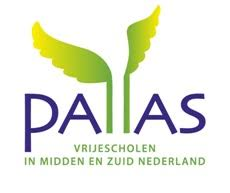 pallas
VRIJESCHOLEN
IN MIDDEN EN ZUID NEDERLAND